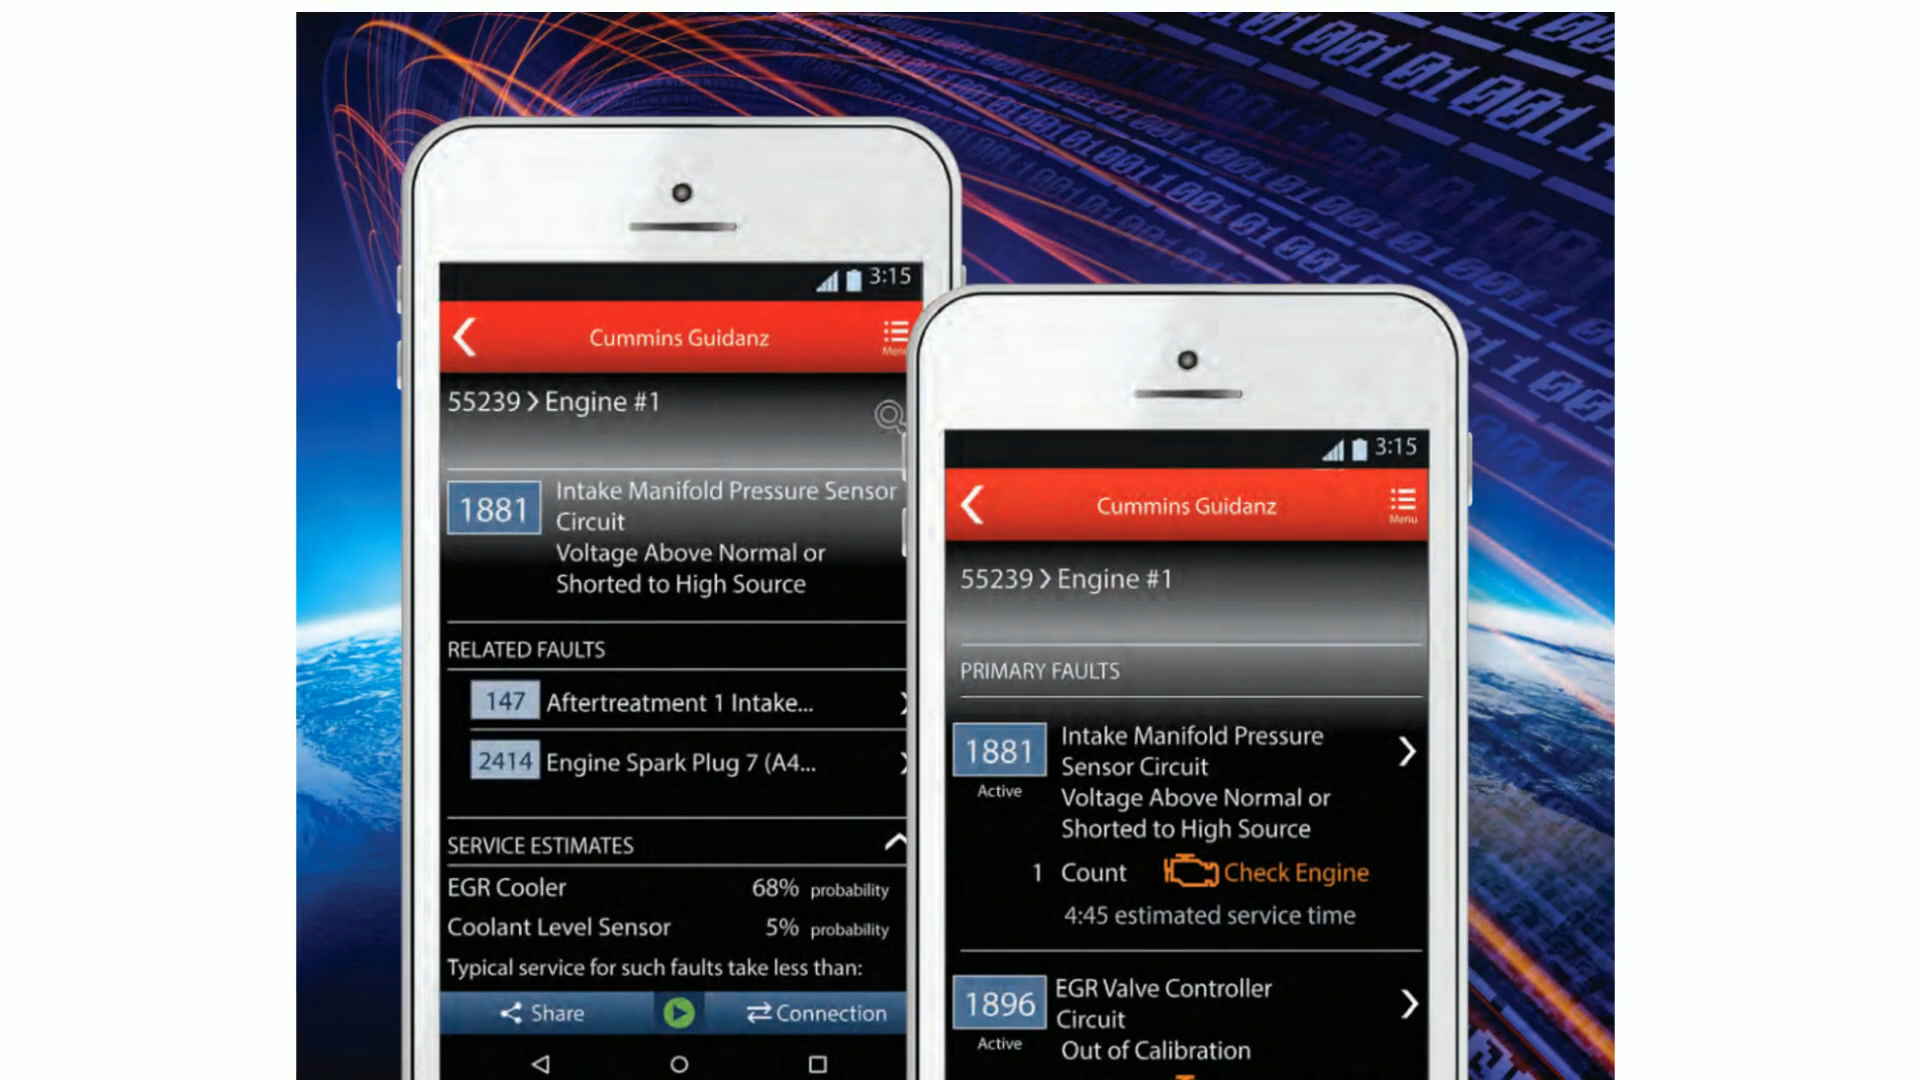 3:15
Cummins Guidanz
Menu
55239 > Engine #1
1881
Intake Manifold Pressure Sensor
Circuit
Voltage Above Normal or
Shorted to High Source
RELATED FAULTS
147 Aftertreatment 1 Intake...
2414 Engine Spark Plug 7 (A4...
SERVICE ESTIMATES
EGR Cooler 68% probability
Coolant Level Sensor 5% probability
Typical service for such faults take less than:
Share Connection
3:15
Cummins Guidanz
Menu
55239 > Engine #1
PRIMARY FAULTS
1881
Active
Intake Manifold Pressure
Sensor Circuit
Voltage Above Normal or
Shorted to High Source
1 Count Check Engine
4:45 estimated service time
1896
Active
EGR Valve Controller
Circuit
Out of Calibration